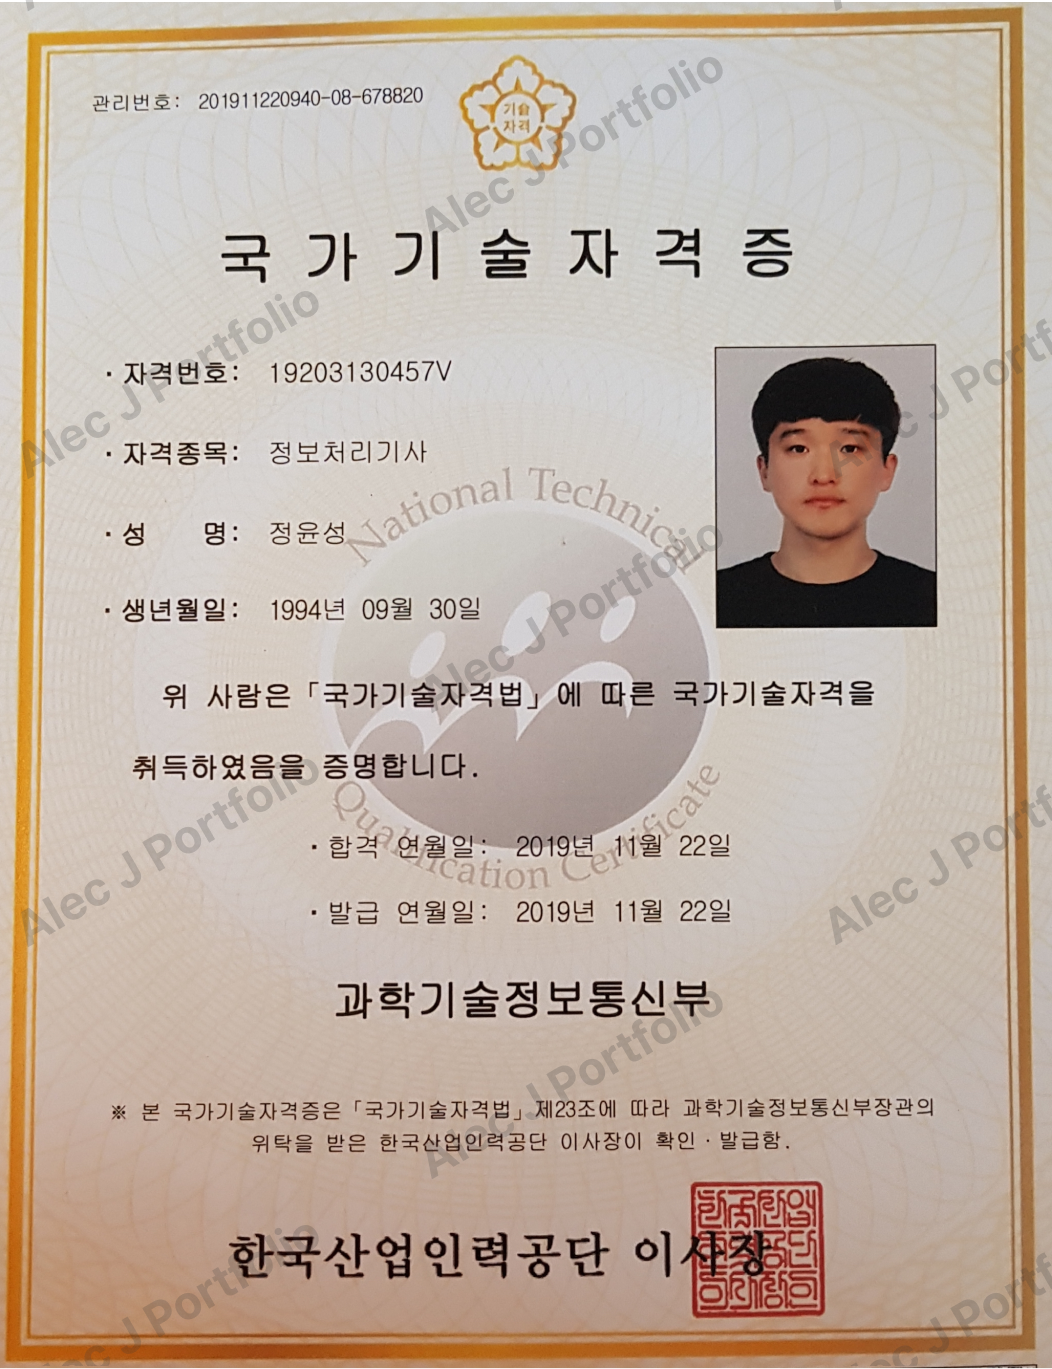 관리번호: 201911220940-08-678820
기술
자격
국가기술자격증
· 자격번호: 19203130457V
· 자격종목: 정보처리기사
· 성 명: 정윤성
· 생년월일: 1994년 09월 30일
National Technical
위 사람은「국가기술자격법」에 따른 국가기술자격을
취득하였음을 증명합니다.
Qualification Certificate
· 합격 연월일: 2019년 11월 22일
· 발급 연월일: 2019년 11월 22일
과학기술정보통신부
※ 본 국가기술자격증은「국가기술자격법」제23조에 따라 과학기술정보통신부장관의
위탁을 받은 한국산업인력공단 이사장이 확인·발급함.
한국산업인력공단 이사장
Alec J Portfolio
Alec J Portfolio
Alec J Portfolio
Alec J Portfolio
Alec J Portfolio
Alec J Portfolio
Alec J Portfolio
Alec J Portfolio